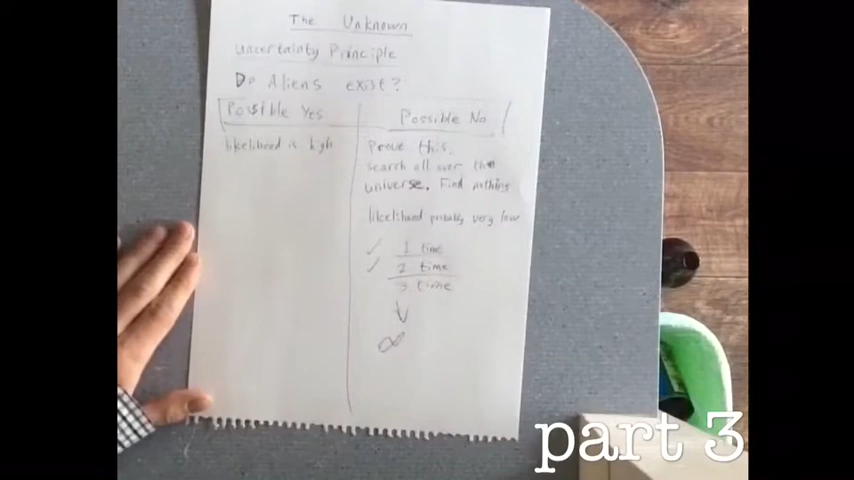 The Unknown
Uncertainty Principle
Do Aliens exist?
Possible Yes
likelihood is high
Possible No
Prove this.
search all over the
universe. Find nothing
likelihood probably very low
✓ 1 time
✓ 2 time
3 time
↓
∞
part 3